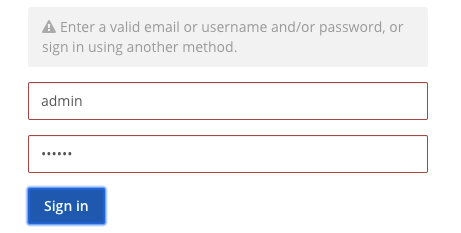 ⚠ Enter a valid email or username and/or password, or
sign in using another method.
admin
••••••
Sign in